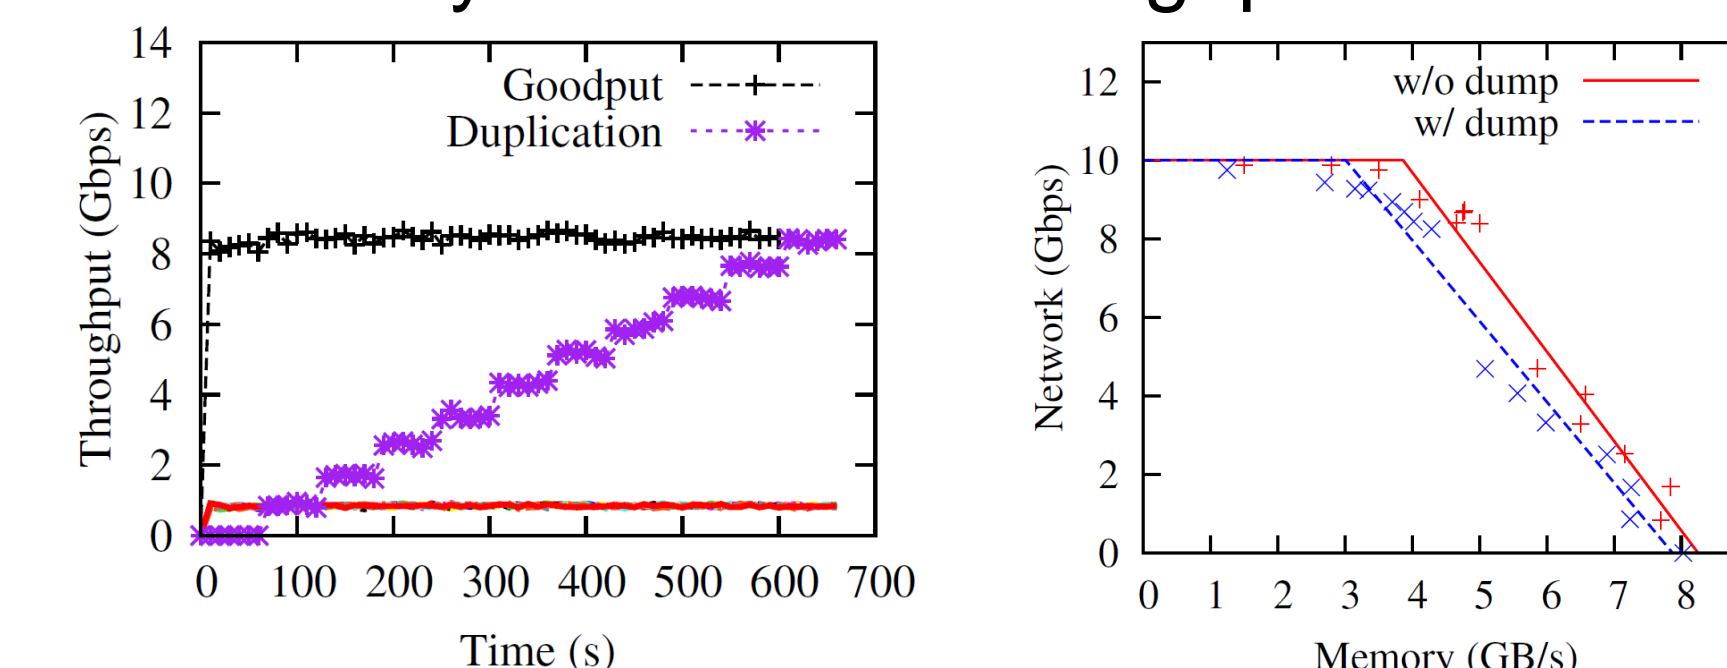 14
12
10
8
6
4
2
0
Throughput (Gbps)
Goodput
Duplication
0 100 200 300 400 500 600 700
Time (s)
12
10
8
6
4
2
0
Network (Gbps)
w/o dump
w/ dump
0 1 2 3 4 5 6 7 8
Memory (GB/s)